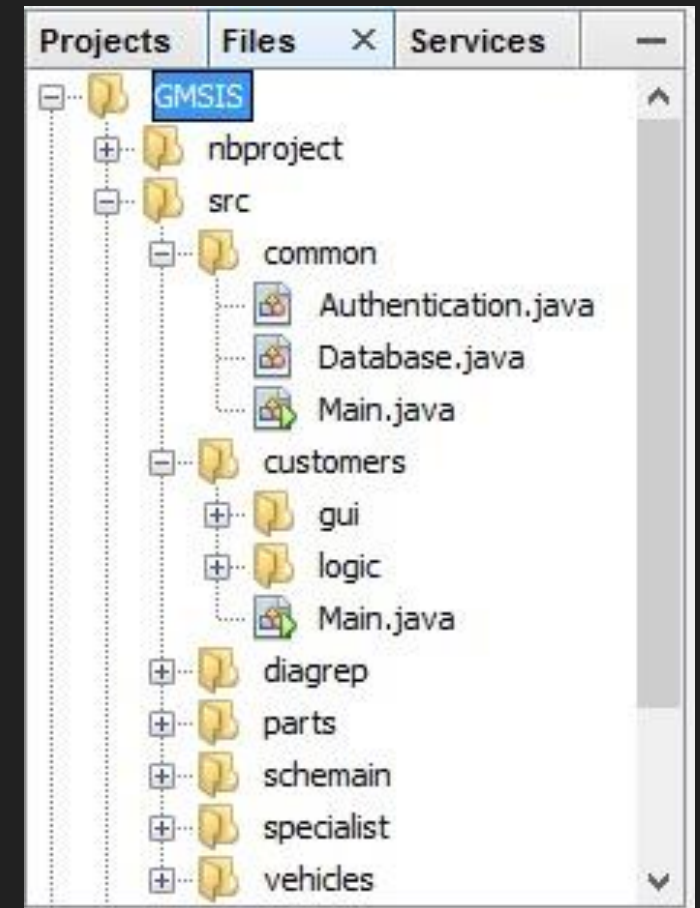 Projects Files × Services
GMSIS
nbproject
src
common
Authentication.java
Database.java
Main.java
customers
gui
logic
Main.java
diagrep
parts
schemain
specialist
vehicles